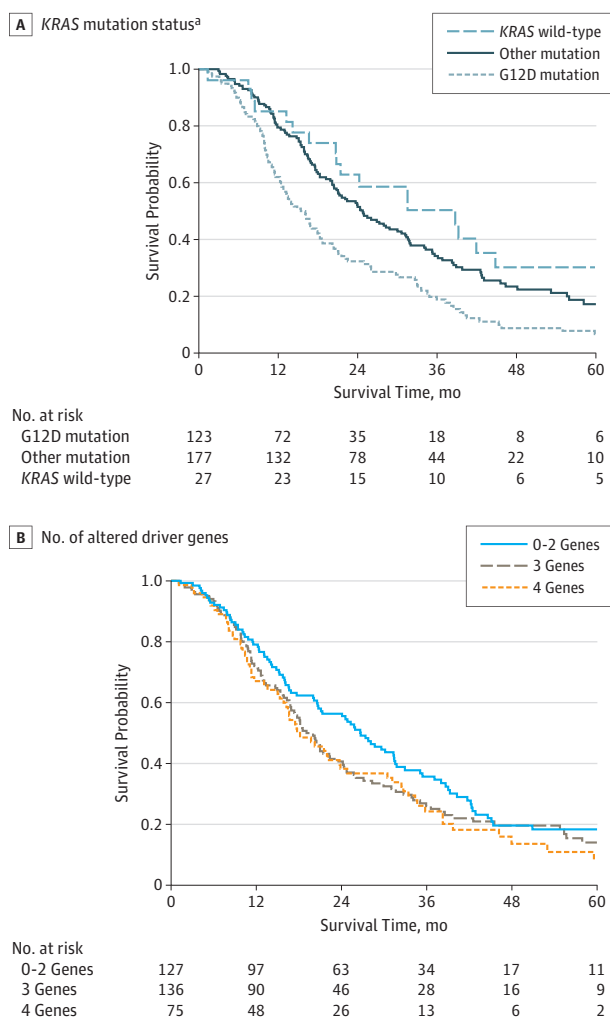 A KRAS mutation statusa
KRAS wild-type
Other mutation
G12D mutation
1.0
0.8
0.6
0.4
0.2
0
Survival Probability
0 12 24 36 48 60
Survival Time, mo
No. at risk
G12D mutation 123 72 35 18 8 6
Other mutation 177 132 78 44 22 10
KRAS wild-type 27 23 15 10 6 5
B No. of altered driver genes
0-2 Genes
3 Genes
4 Genes
1.0
0.8
0.6
0.4
0.2
0
Survival Probability
0 12 24 36 48 60
Survival Time, mo
No. at risk
0-2 Genes 127 97 63 34 17 11
3 Genes 136 90 46 28 16 9
4 Genes 75 48 26 13 6 2